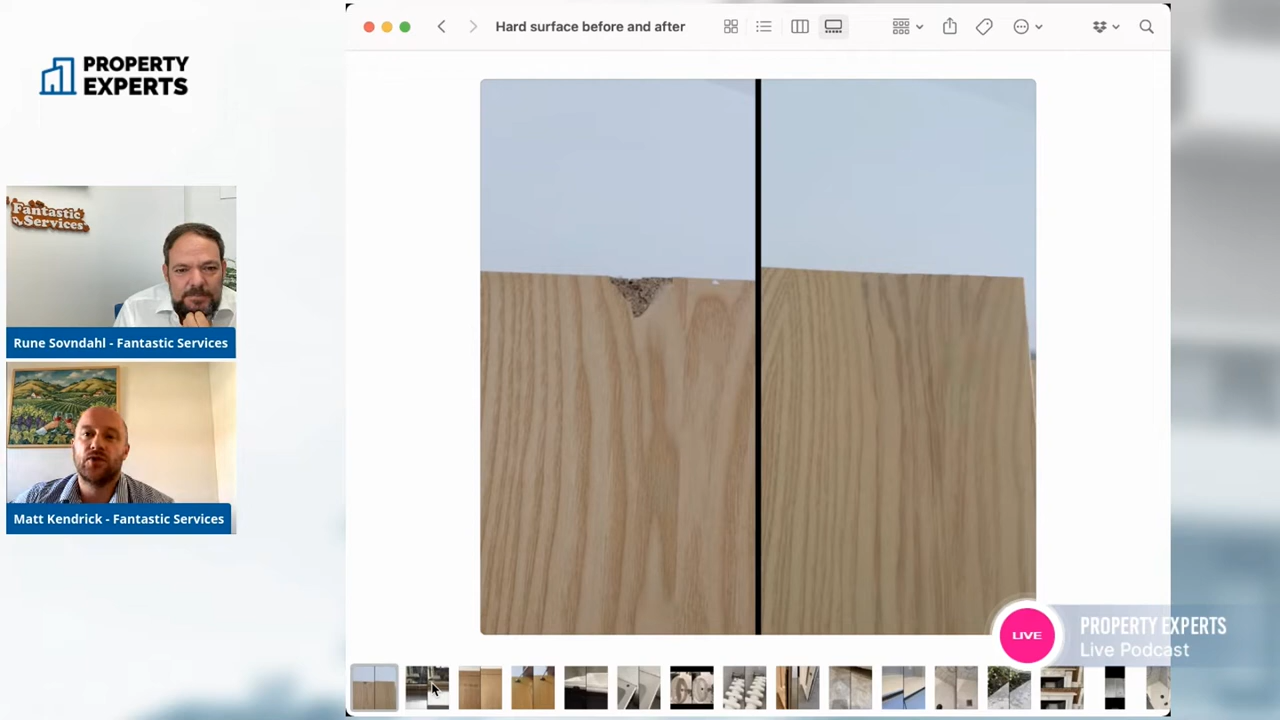 PROPERTY
EXPERTS
Hard surface before and after
Fantastic
Services
Rune Sovndahl - Fantastic Services
Matt Kendrick - Fantastic Services
LIVE
PROPERTY EXPERTS
Live Podcast